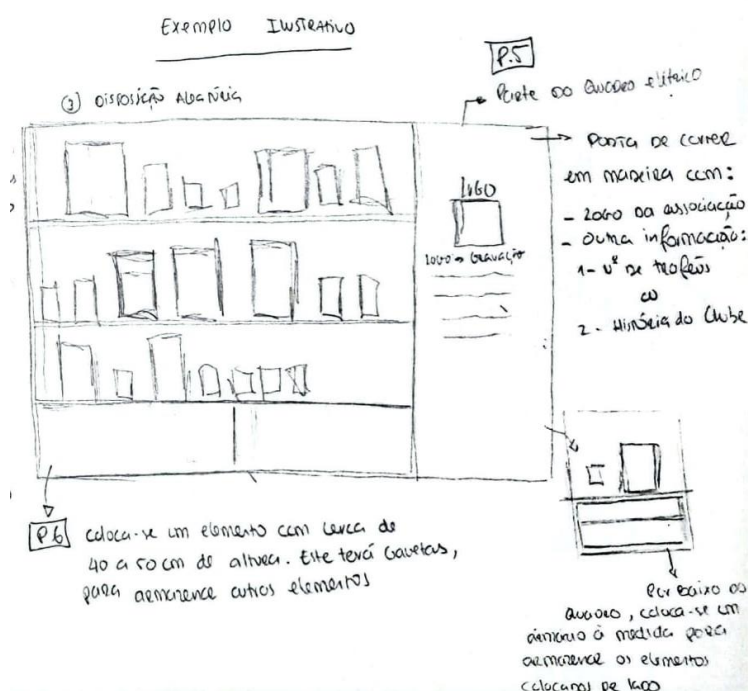 Exemplo Ilustrativo
P.5
③ Disposição Aleatória
Parte do Quadro elétrico
Porta de correr
em madeira com:
- Logo da associação
- outra informação:
1- Nº de troféus
ou
2. História do Clube
LOGO
Logo → Gravação
P.6 coloca-se um elemento com cerca de
40 a 50 cm de altura. Este terá Gavetas,
para armazenar outros elementos
Por baixo do
Quadro, coloca-se um
armário à medida para
armazenar os elementos
colocados de lado